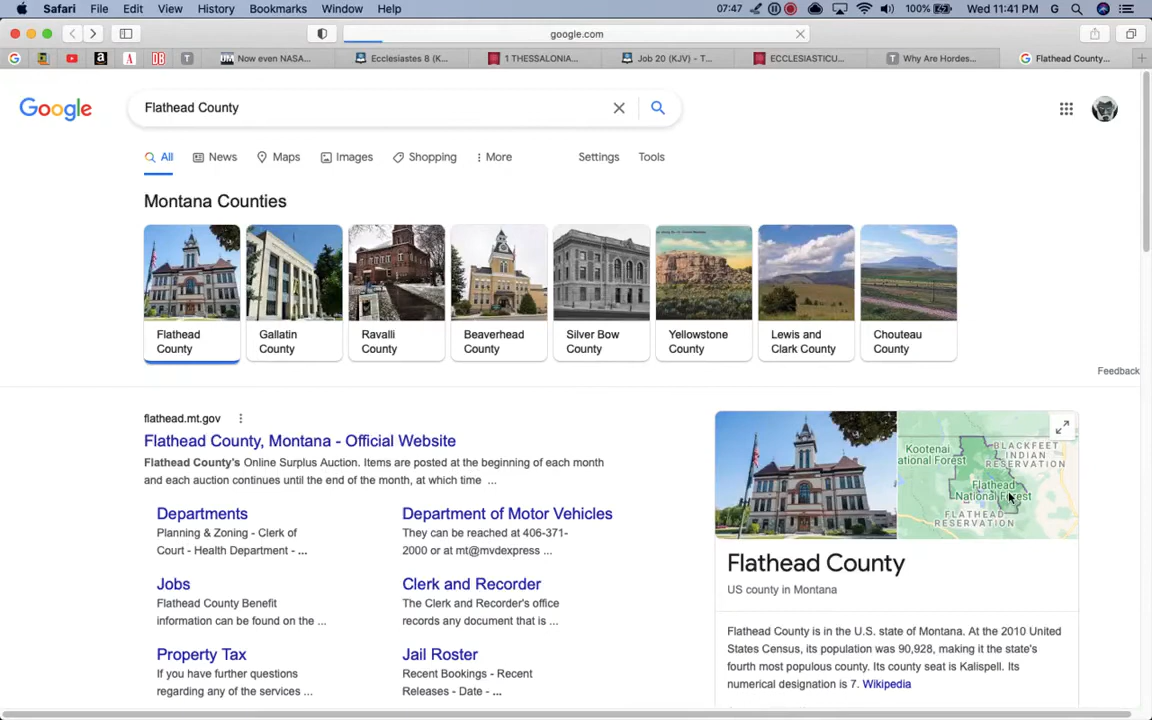 Safari File Edit View History Bookmarks Window Help 07:47 100% Wed 11:41 PM G
google.com
Now even NASA... Ecclesiastes 8 (K... 1 THESSALONIA... Job 20 (KJV) - T... ECCLESIASTICU... Why Are Hordes... Flathead County...
Google
Flathead County
All News Maps Images Shopping More Settings Tools
Montana Counties
Flathead County
Gallatin County
Ravalli County
Beaverhead County
Silver Bow County
Yellowstone County
Lewis and Clark County
Chouteau County
Feedback
flathead.mt.gov
Flathead County, Montana - Official Website
Flathead County's Online Surplus Auction. Items are posted at the beginning of each month
and each auction continues until the end of the month, at which time ...
Departments
Planning & Zoning - Clerk of
Court - Health Department - ...
Department of Motor Vehicles
They can be reached at 406-371-
2000 or at mt@mvdexpress ...
Jobs
Flathead County Benefit
information can be found on the ...
Clerk and Recorder
The Clerk and Recorder's office
records any document that is ...
Property Tax
If you have further questions
regarding any of the services ...
Jail Roster
Recent Bookings - Recent
Releases - Date - ...
Kootenai
ational Forest
BLACKFEET
INDIAN
RESERVATION
Flathead
National Forest
FLATHEAD
RESERVATION
Flathead County
US county in Montana
Flathead County is in the U.S. state of Montana. At the 2010 United
States Census, its population was 90,928, making it the state's
fourth most populous county. Its county seat is Kalispell. Its
numerical designation is 7. Wikipedia